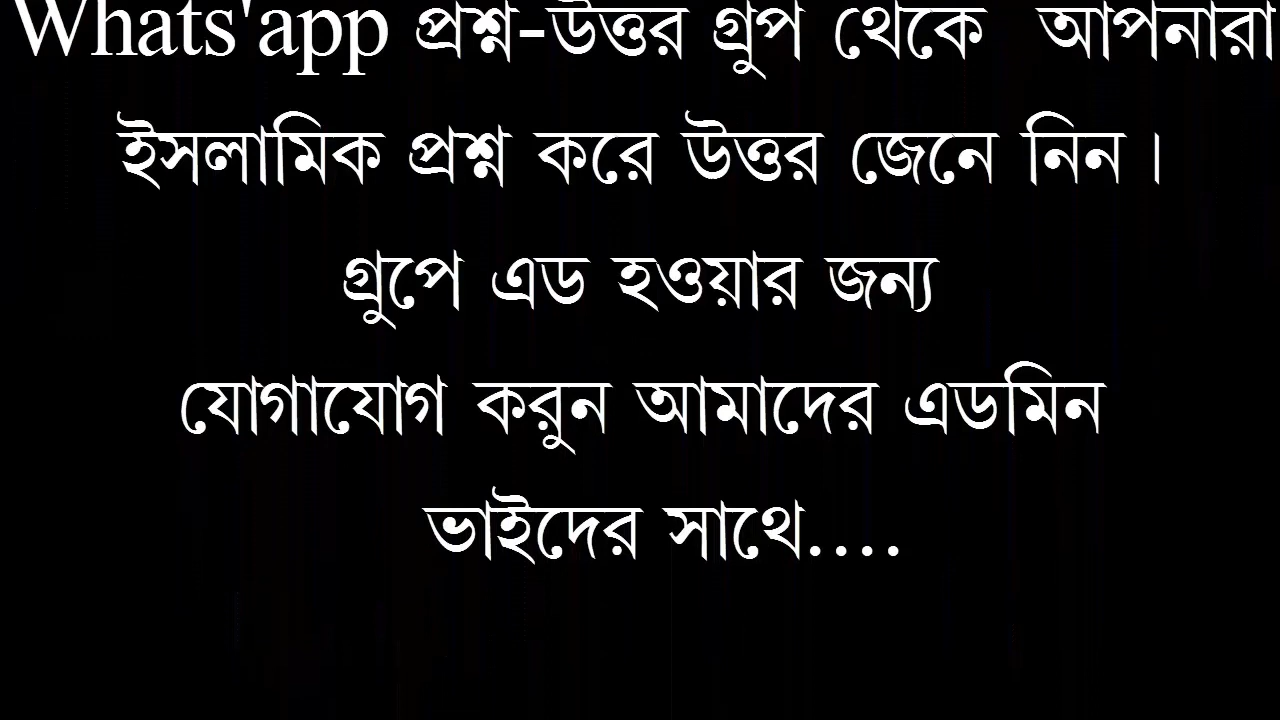 Whats'app প্রশ্ন-উত্তর গ্রুপ থেকে আপনারা
ইসলামিক প্রশ্ন করে উত্তর জেনে নিন।
গ্রুপে এড হওয়ার জন্য
যোগাযোগ করুন আমাদের এডমিন
ভাইদের সাথে....